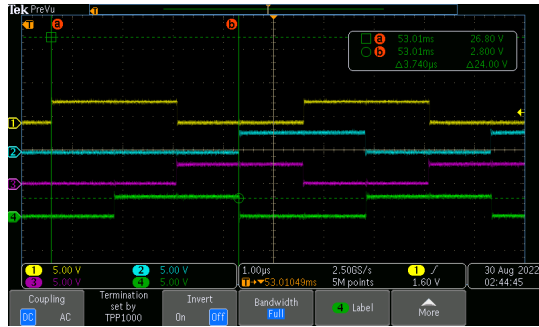 Tek PreVu
T
T a b
a 53.01ms 26.80 V
b 53.01ms 2.800 V
△3.740µs △24.00 V
1
2
3
4
1 5.00 V 2 5.00 V
3 5.00 V 4 5.00 V
1.00µs 2.50GS/s
T→▼53.01049ms 5M points
1 / 1.60 V
30 Aug 2022
02:44:45
Coupling
DC AC
Termination
set by
TPP1000
Invert
On Off
Bandwidth
Full
4 Label
More